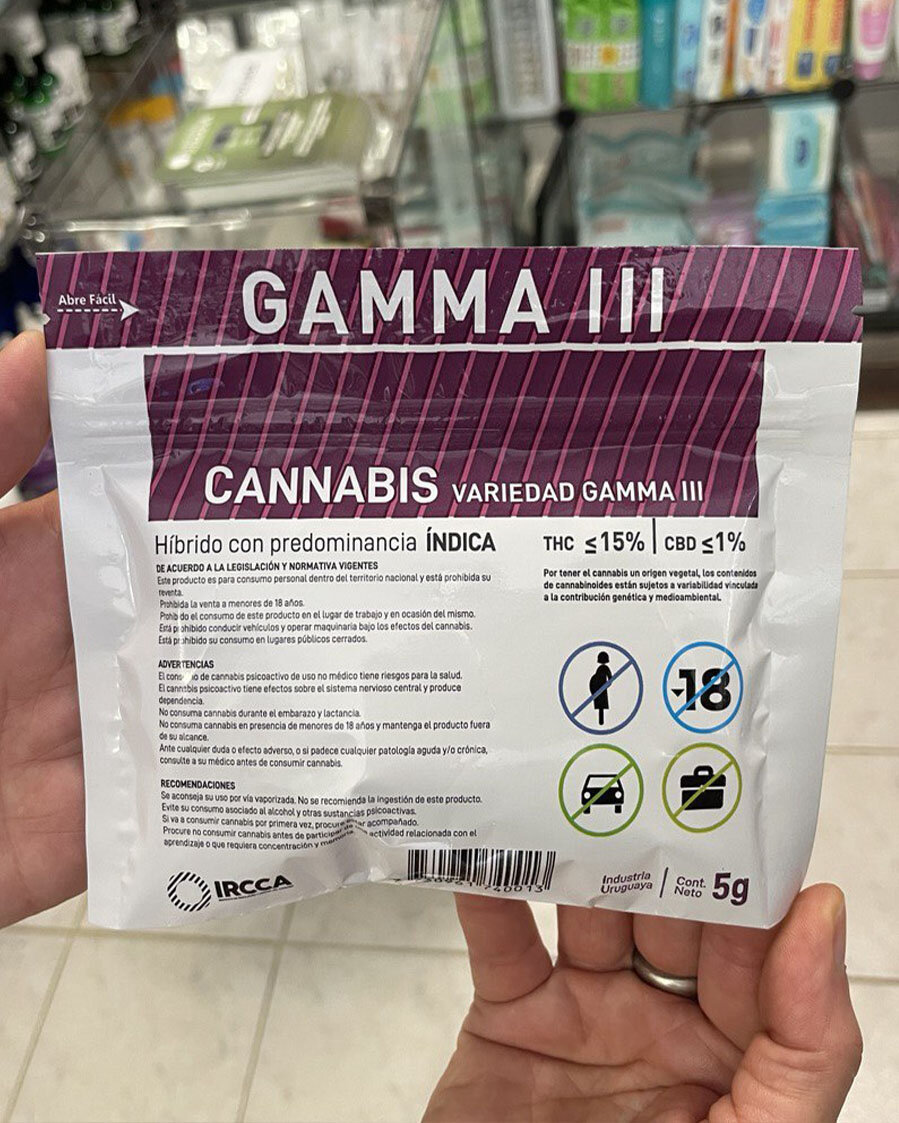 Abre Fácil
GAMMA III
CANNABIS VARIEDAD GAMMA III
Híbrido con predominancia ÍNDICA
THC ≤15% | CBD ≤1%
DE ACUERDO A LA LEGISLACIÓN Y NORMATIVA VIGENTES
Este producto es para consumo personal dentro del territorio nacional y está prohibida su
reventa.
Prohibida la venta a menores de 18 años.
Prohibido el consumo de este producto en el lugar de trabajo y en ocasión del mismo.
Está prohibido conducir vehículos y operar maquinaria bajo los efectos del cannabis.
Está prohibido su consumo en lugares públicos cerrados.
Por tener el cannabis un origen vegetal, los contenidos
de cannabinoides están sujetos a variabilidad vinculada
a la contribución genética y medioambiental.
ADVERTENCIAS
El consumo de cannabis psicoactivo de uso no médico tiene riesgos para la salud.
El cannabis psicoactivo tiene efectos sobre el sistema nervioso central y produce
dependencia.
No consuma cannabis durante el embarazo y lactancia.
No consuma cannabis en presencia de menores de 18 años y mantenga el producto fuera
de su alcance.
Ante cualquier duda o efecto adverso, o si padece cualquier patología aguda y/o crónica,
consulte a su médico antes de consumir cannabis.
-18
RECOMENDACIONES
Se aconseja su uso por vía vaporizada. No se recomienda la ingestión de este producto.
Evite su consumo asociado al alcohol y otras sustancias psicoactivas.
Si va a consumir cannabis por primera vez, procure estar acompañado.
Procure no consumir cannabis antes de participar de actividad relacionada con el
aprendizaje o que requiera concentración y memoria.
IRCCA
Industria
Uruguaya
Cont.
Neto
5g